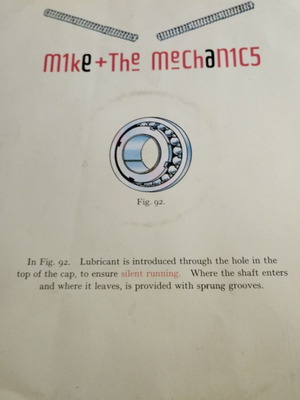 M1ke+The MecHaN1C5
Fig. 92.
In Fig. 92. Lubricant is introduced through the hole in the
top of the cap, to ensure silent running. Where the shaft enters
and where it leaves, is provided with sprung grooves.